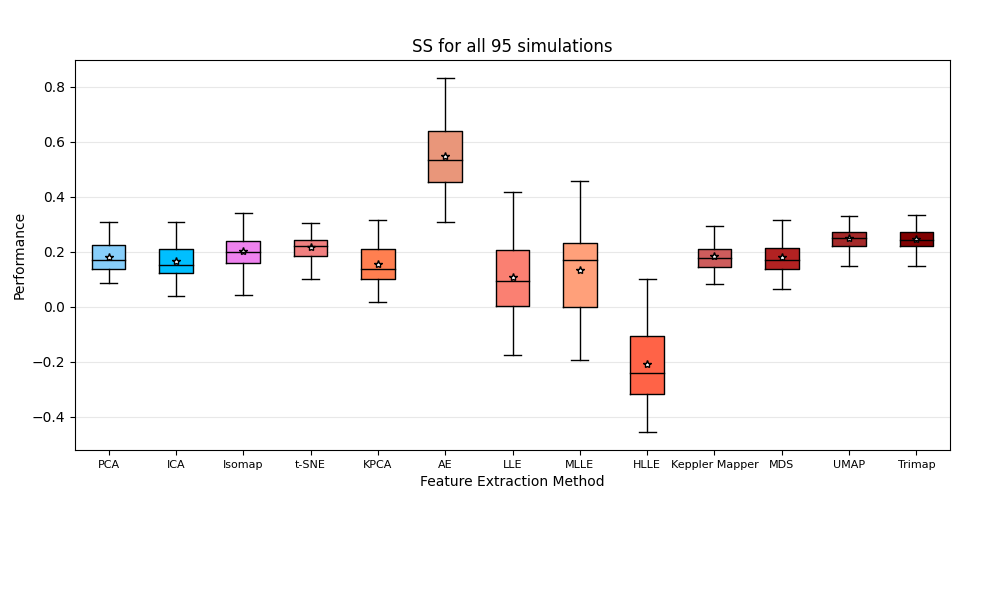 SS for all 95 simulations
Performance
0.8
0.6
0.4
0.2
0.0
−0.2
−0.4
PCA ICA Isomap t-SNE KPCA AE LLE MLLE HLLE Keppler Mapper MDS UMAP Trimap
Feature Extraction Method